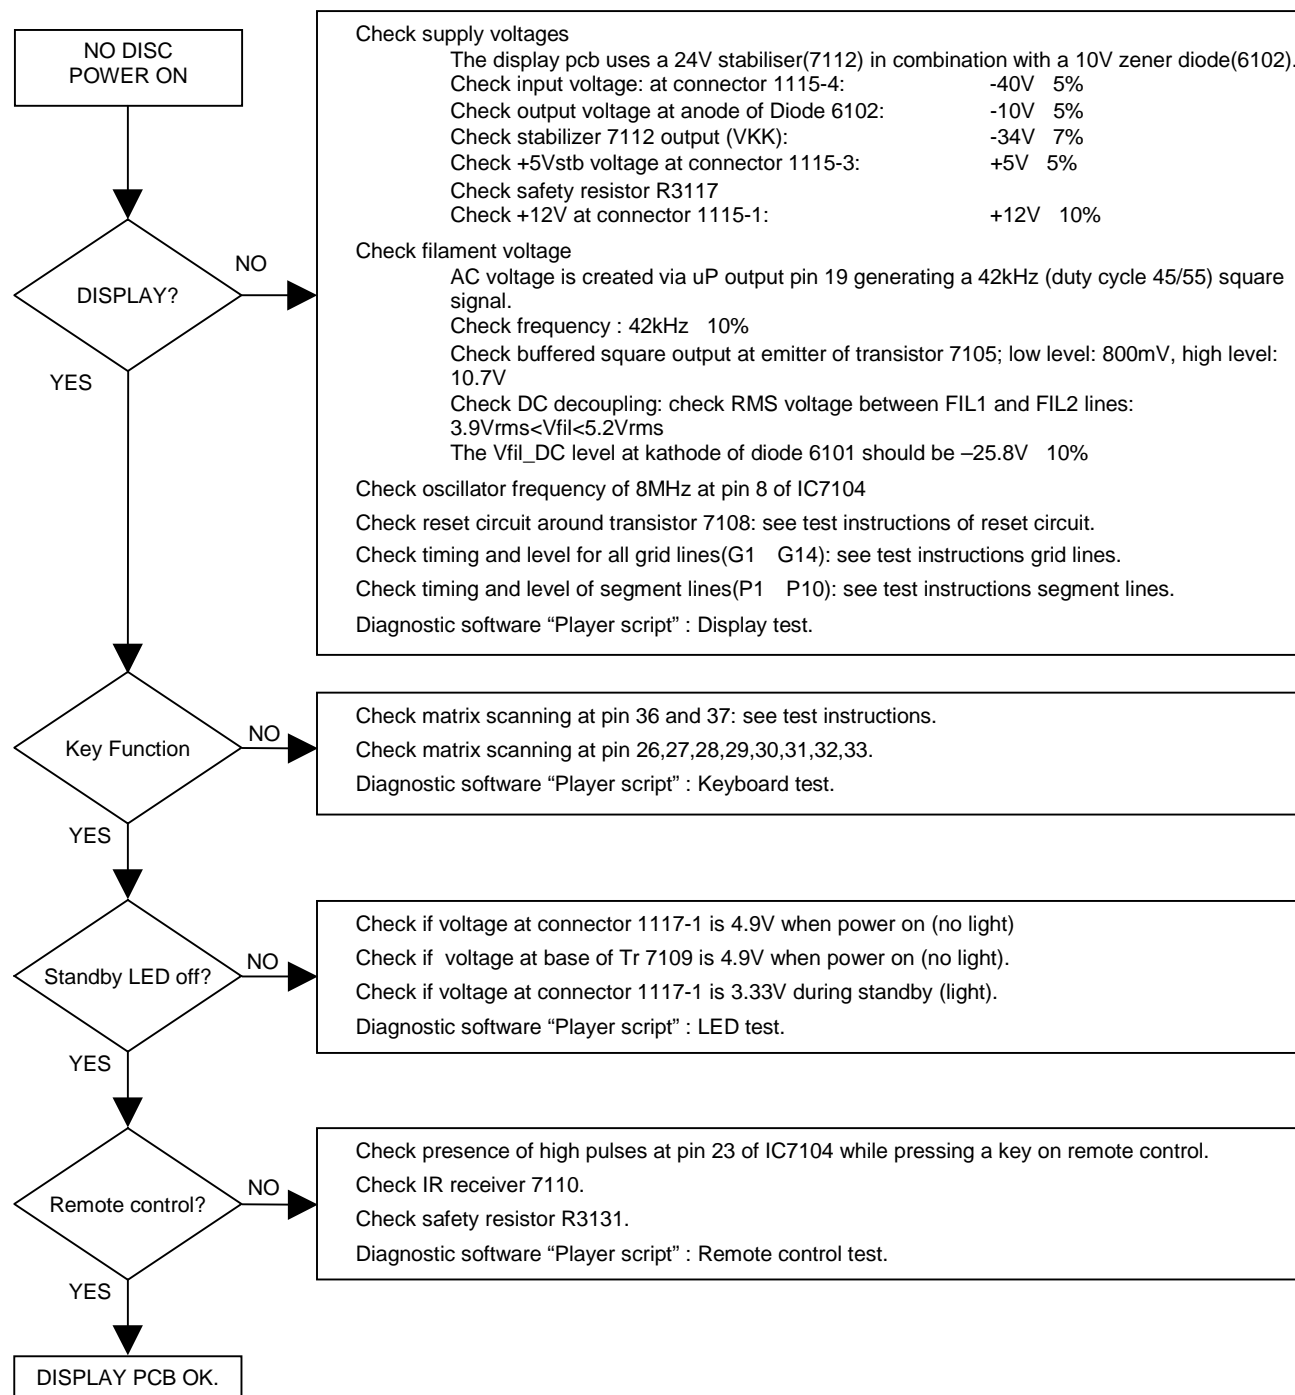 NO DISC
POWER ON
DISPLAY?
NO
YES
Check supply voltages
The display pcb uses a 24V stabiliser(7112) in combination with a 10V zener diode(6102).
Check input voltage: at connector 1115-4: -40V 5%
Check output voltage at anode of Diode 6102: -10V 5%
Check stabilizer 7112 output (VKK): -34V 7%
Check +5Vstb voltage at connector 1115-3: +5V 5%
Check safety resistor R3117
Check +12V at connector 1115-1: +12V 10%
Check filament voltage
AC voltage is created via uP output pin 19 generating a 42kHz (duty cycle 45/55) square
signal.
Check frequency : 42kHz 10%
Check buffered square output at emitter of transistor 7105; low level: 800mV, high level:
10.7V
Check DC decoupling: check RMS voltage between FIL1 and FIL2 lines:
3.9Vrms<Vfil<5.2Vrms
The Vfil_DC level at kathode of diode 6101 should be –25.8V 10%
Check oscillator frequency of 8MHz at pin 8 of IC7104
Check reset circuit around transistor 7108: see test instructions of reset circuit.
Check timing and level for all grid lines(G1 G14): see test instructions grid lines.
Check timing and level of segment lines(P1 P10): see test instructions segment lines.
Diagnostic software “Player script” : Display test.
Key Function
NO
YES
Check matrix scanning at pin 36 and 37: see test instructions.
Check matrix scanning at pin 26,27,28,29,30,31,32,33.
Diagnostic software “Player script” : Keyboard test.
Standby LED off?
NO
YES
Check if voltage at connector 1117-1 is 4.9V when power on (no light)
Check if voltage at base of Tr 7109 is 4.9V when power on (no light).
Check if voltage at connector 1117-1 is 3.33V during standby (light).
Diagnostic software “Player script” : LED test.
Remote control?
NO
YES
Check presence of high pulses at pin 23 of IC7104 while pressing a key on remote control.
Check IR receiver 7110.
Check safety resistor R3131.
Diagnostic software “Player script” : Remote control test.
DISPLAY PCB OK.